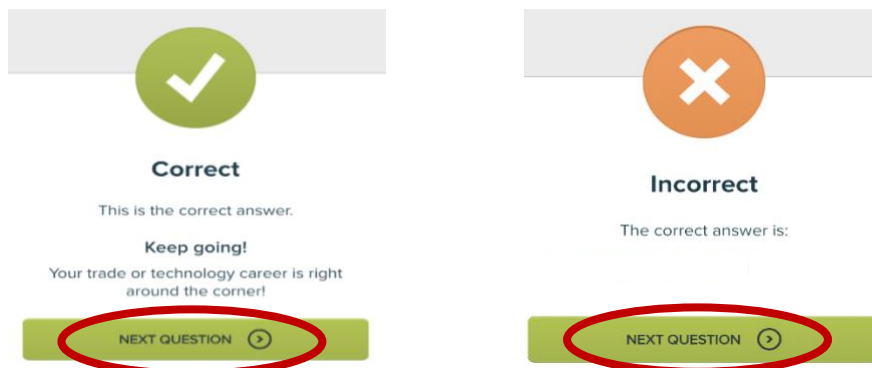 Correct
This is the correct answer.
Keep going!
Your trade or technology career is right
around the corner!
NEXT QUESTION
Incorrect
The correct answer is:
NEXT QUESTION